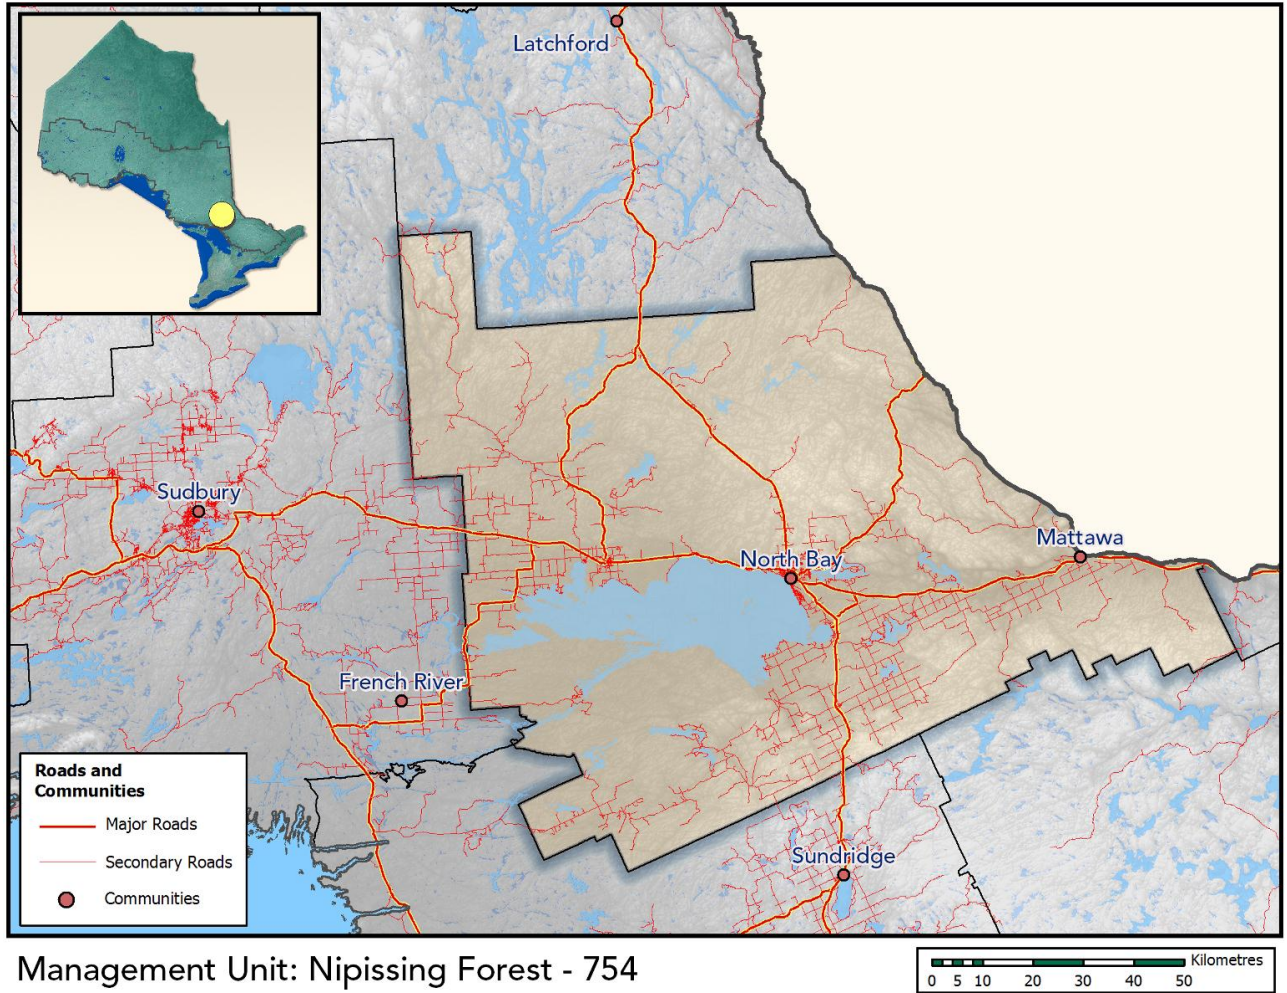 Latchford
Sudbury
North Bay
Mattawa
French River
Sundridge
Roads and
Communities
Major Roads
Secondary Roads
Communities
Management Unit: Nipissing Forest - 754
Kilometres
0 5 10 20 30 40 50